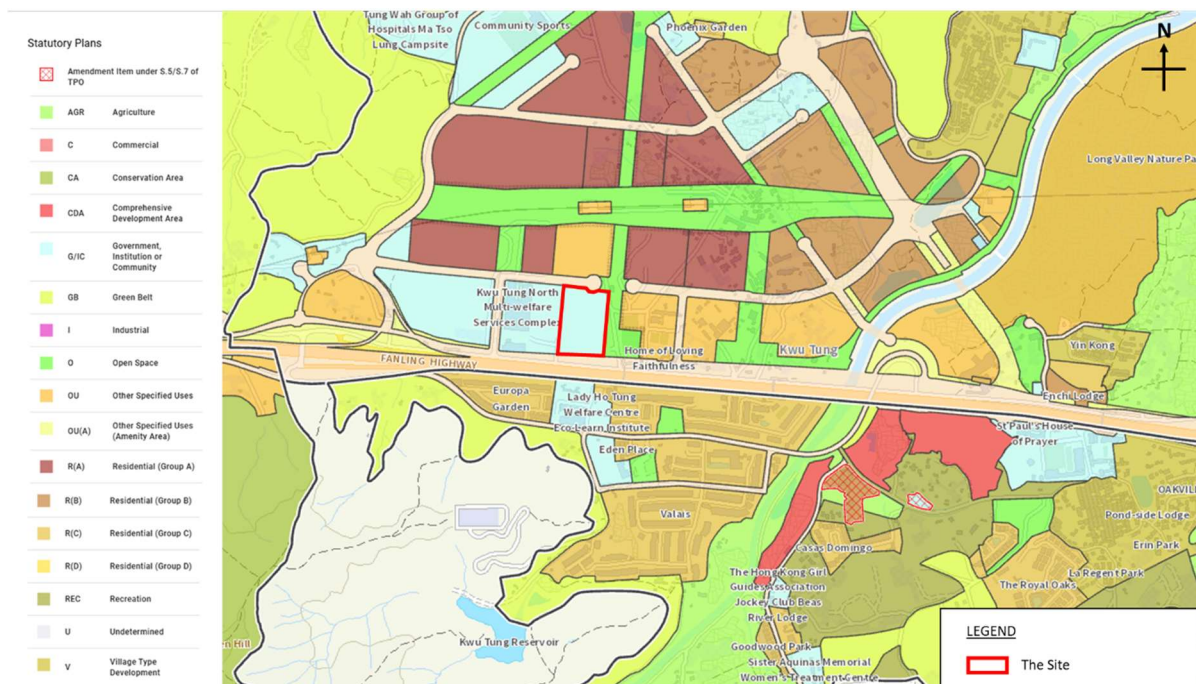 Statutory Plans
Amendment Item under S.5/S.7 of
TPO
AGR Agriculture
C Commercial
CA Conservation Area
CDA Comprehensive
Development Area
G/IC Government,
Institution or
Community
GB Green Belt
I Industrial
O Open Space
OU Other Specified Uses
OU(A) Other Specified Uses
(Amenity Area)
R(A) Residential (Group A)
R(B) Residential (Group B)
R(C) Residential (Group C)
R(D) Residential (Group D)
REC Recreation
U Undetermined
V Village Type
Development
Tung Wah Group of
Hospitals Ma Tso
Lung Campsite
Community Sports
Phoenix Garden
N
Long Valley Nature Pa
Kwu Tung North
Multi-welfare
Services Complex
FANLING HIGHWAY
Home of Loving
Faithfulness
Kwu Tung
Yin Kong
Enchi Lodge
Europa
Garden
Lady Ho Tung
Welfare Centre
Eco-Learn Institute
Eden Place
St Paul's House
of Prayer
Valais
OAKVILL
Pond-side Lodge
Casas Domingo
Erin Park
La Regent Park
The Royal Oaks
The Hong Kong Girl
Guides Association
Jockey Club Beas
River Lodge
n Hill
Kwu Tung Reservoir
Goodwood Park
Sister Aquinas Memorial
Women's Treatment Centre
LEGEND
The Site